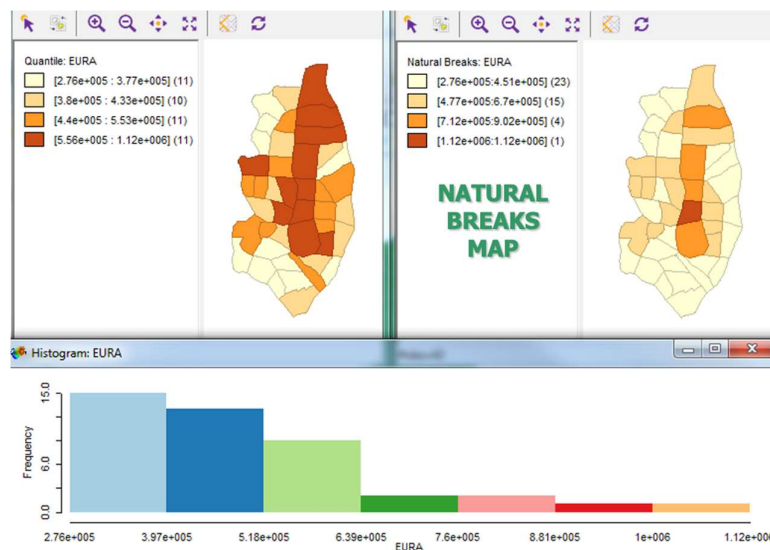 Quantile: EURA
[2.76e+005 : 3.77e+005] (11)
[3.8e+005 : 4.33e+005] (10)
[4.4e+005 : 5.53e+005] (11)
[5.56e+005 : 1.12e+006] (11)
Natural Breaks: EURA
[2.76e+005:4.51e+005] (23)
[4.77e+005:6.7e+005] (15)
[7.12e+005:9.02e+005] (4)
[1.12e+006:1.12e+006] (1)
NATURAL
BREAKS
MAP
Histogram: EURA
Frequency
15.0
6.0
0.0
2.76e+005 3.97e+005 5.18e+005 6.39e+005 7.6e+005 8.81e+005 1e+006 1.12e+00
EURA